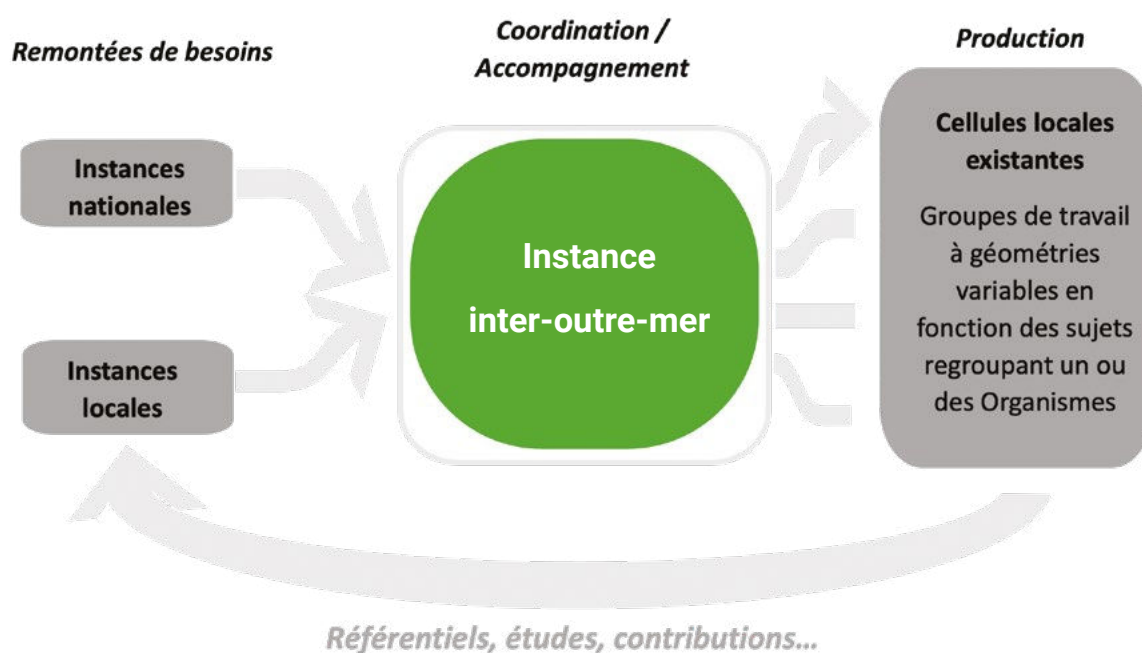 Remontées de besoins
Coordination /
Accompagnement
Production
Instances
nationales
Instances
locales
Instance
inter-outre-mer
Cellules locales
existantes
Groupes de travail
à géométries
variables en
fonction des sujets
regroupant un ou
des Organismes
Référentiels, études, contributions...